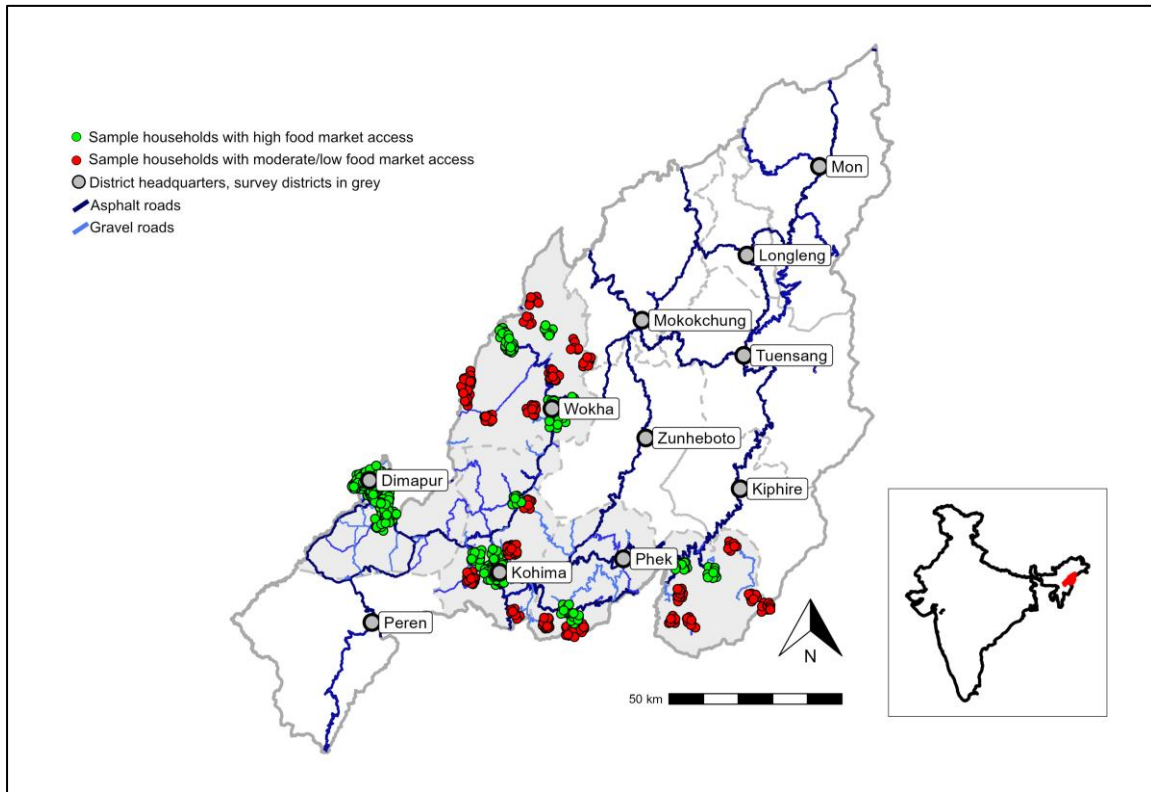 Sample households with high food market access
Sample households with moderate/low food market access
District headquarters, survey districts in grey
Asphalt roads
Gravel roads
Mon
Longleng
Mokokchung
Tuensang
Wokha
Zunheboto
Dimapur
Kiphire
Phek
Kohima
Peren
N
50 km